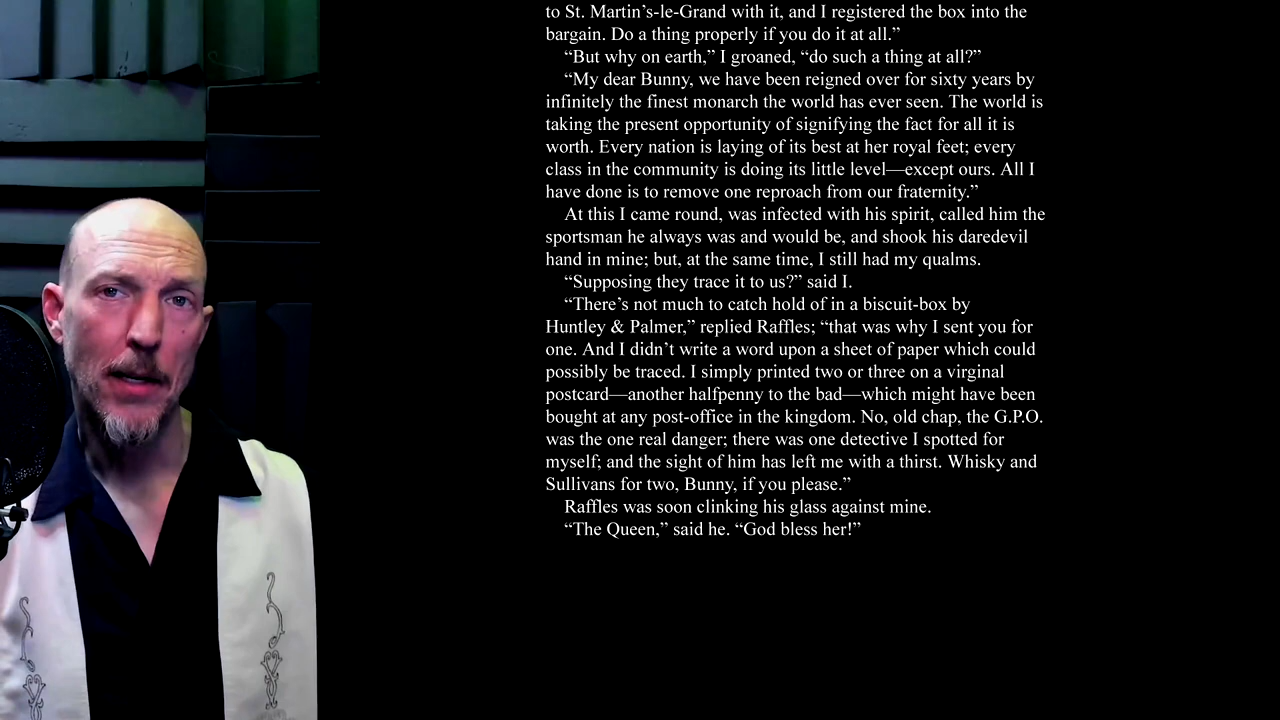 to St. Martin’s-le-Grand with it, and I registered the box into the
bargain. Do a thing properly if you do it at all.”
“But why on earth,” I groaned, “do such a thing at all?”
“My dear Bunny, we have been reigned over for sixty years by
infinitely the finest monarch the world has ever seen. The world is
taking the present opportunity of signifying the fact for all it is
worth. Every nation is laying of its best at her royal feet; every
class in the community is doing its little level—except ours. All I
have done is to remove one reproach from our fraternity.”
At this I came round, was infected with his spirit, called him the
sportsman he always was and would be, and shook his daredevil
hand in mine; but, at the same time, I still had my qualms.
“Supposing they trace it to us?” said I.
“There’s not much to catch hold of in a biscuit-box by
Huntley & Palmer,” replied Raffles; “that was why I sent you for
one. And I didn’t write a word upon a sheet of paper which could
possibly be traced. I simply printed two or three on a virginal
postcard—another halfpenny to the bad—which might have been
bought at any post-office in the kingdom. No, old chap, the G.P.O.
was the one real danger; there was one detective I spotted for
myself; and the sight of him has left me with a thirst. Whisky and
Sullivans for two, Bunny, if you please.”
Raffles was soon clinking his glass against mine.
“The Queen,” said he. “God bless her!”